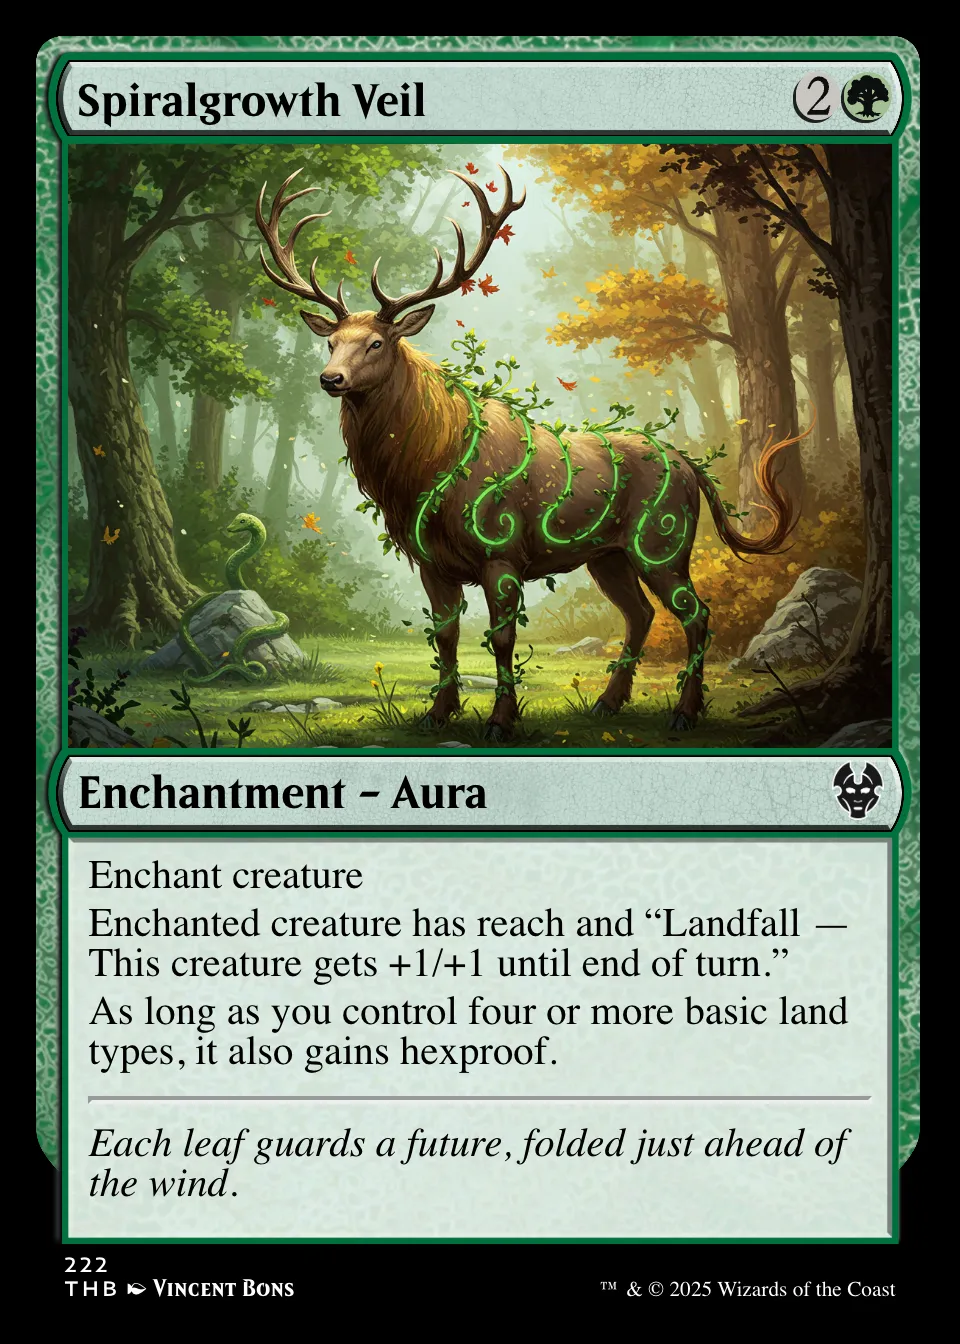 Spiralgrowth Veil 2
Enchantment – Aura
Enchant creature
Enchanted creature has reach and “Landfall —
This creature gets +1/+1 until end of turn.”
As long as you control four or more basic land
types, it also gains hexproof.
Each leaf guards a future, folded just ahead of
the wind.
222
THB VINCENT BONS
™ & © 2025 Wizards of the Coast